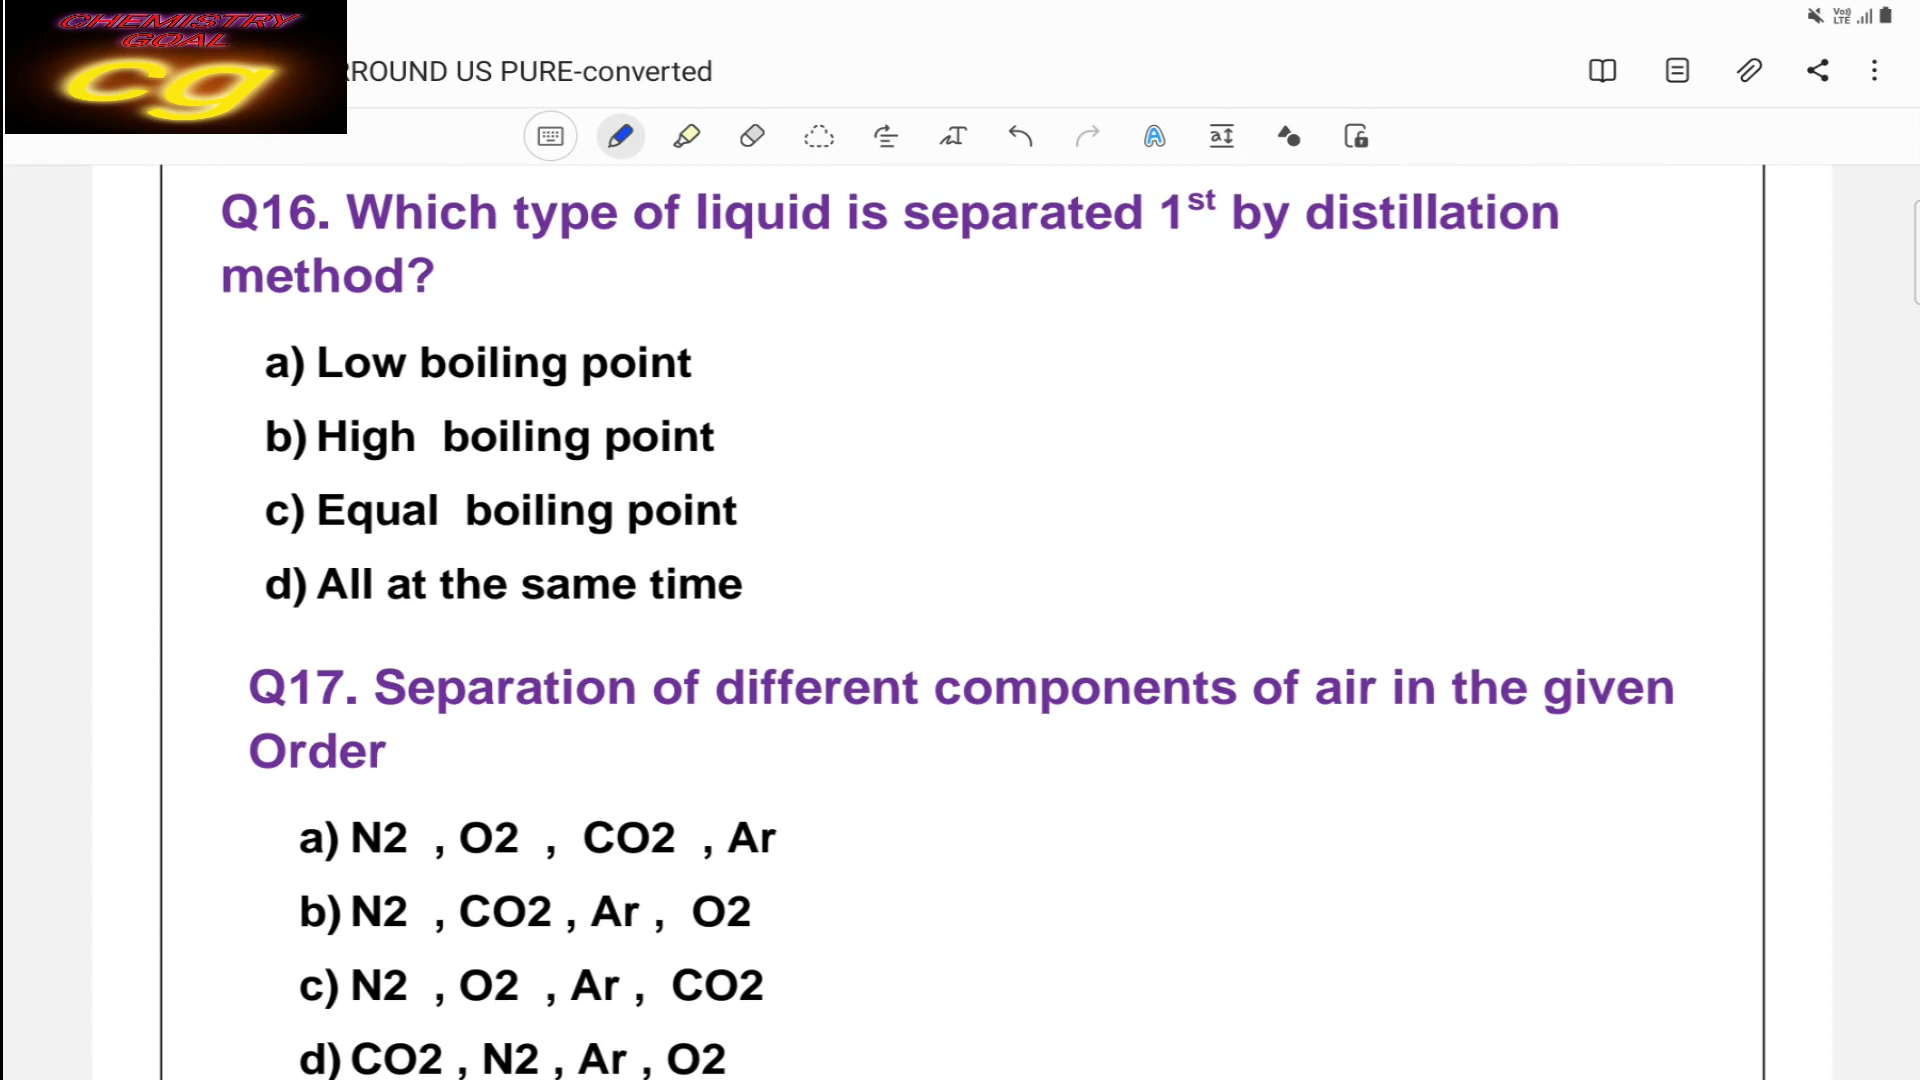 CHEMISTRY
GOAL
cg
RROUND US PURE-converted
Vo))
LTE
Q16. Which type of liquid is separated 1st by distillation
method?
a) Low boiling point
b) High boiling point
c) Equal boiling point
d) All at the same time
Q17. Separation of different components of air in the given
Order
a) N2 , O2 , CO2 , Ar
b) N2 , CO2 , Ar , O2
c) N2 , O2 , Ar , CO2
d) CO2 , N2 , Ar , O2